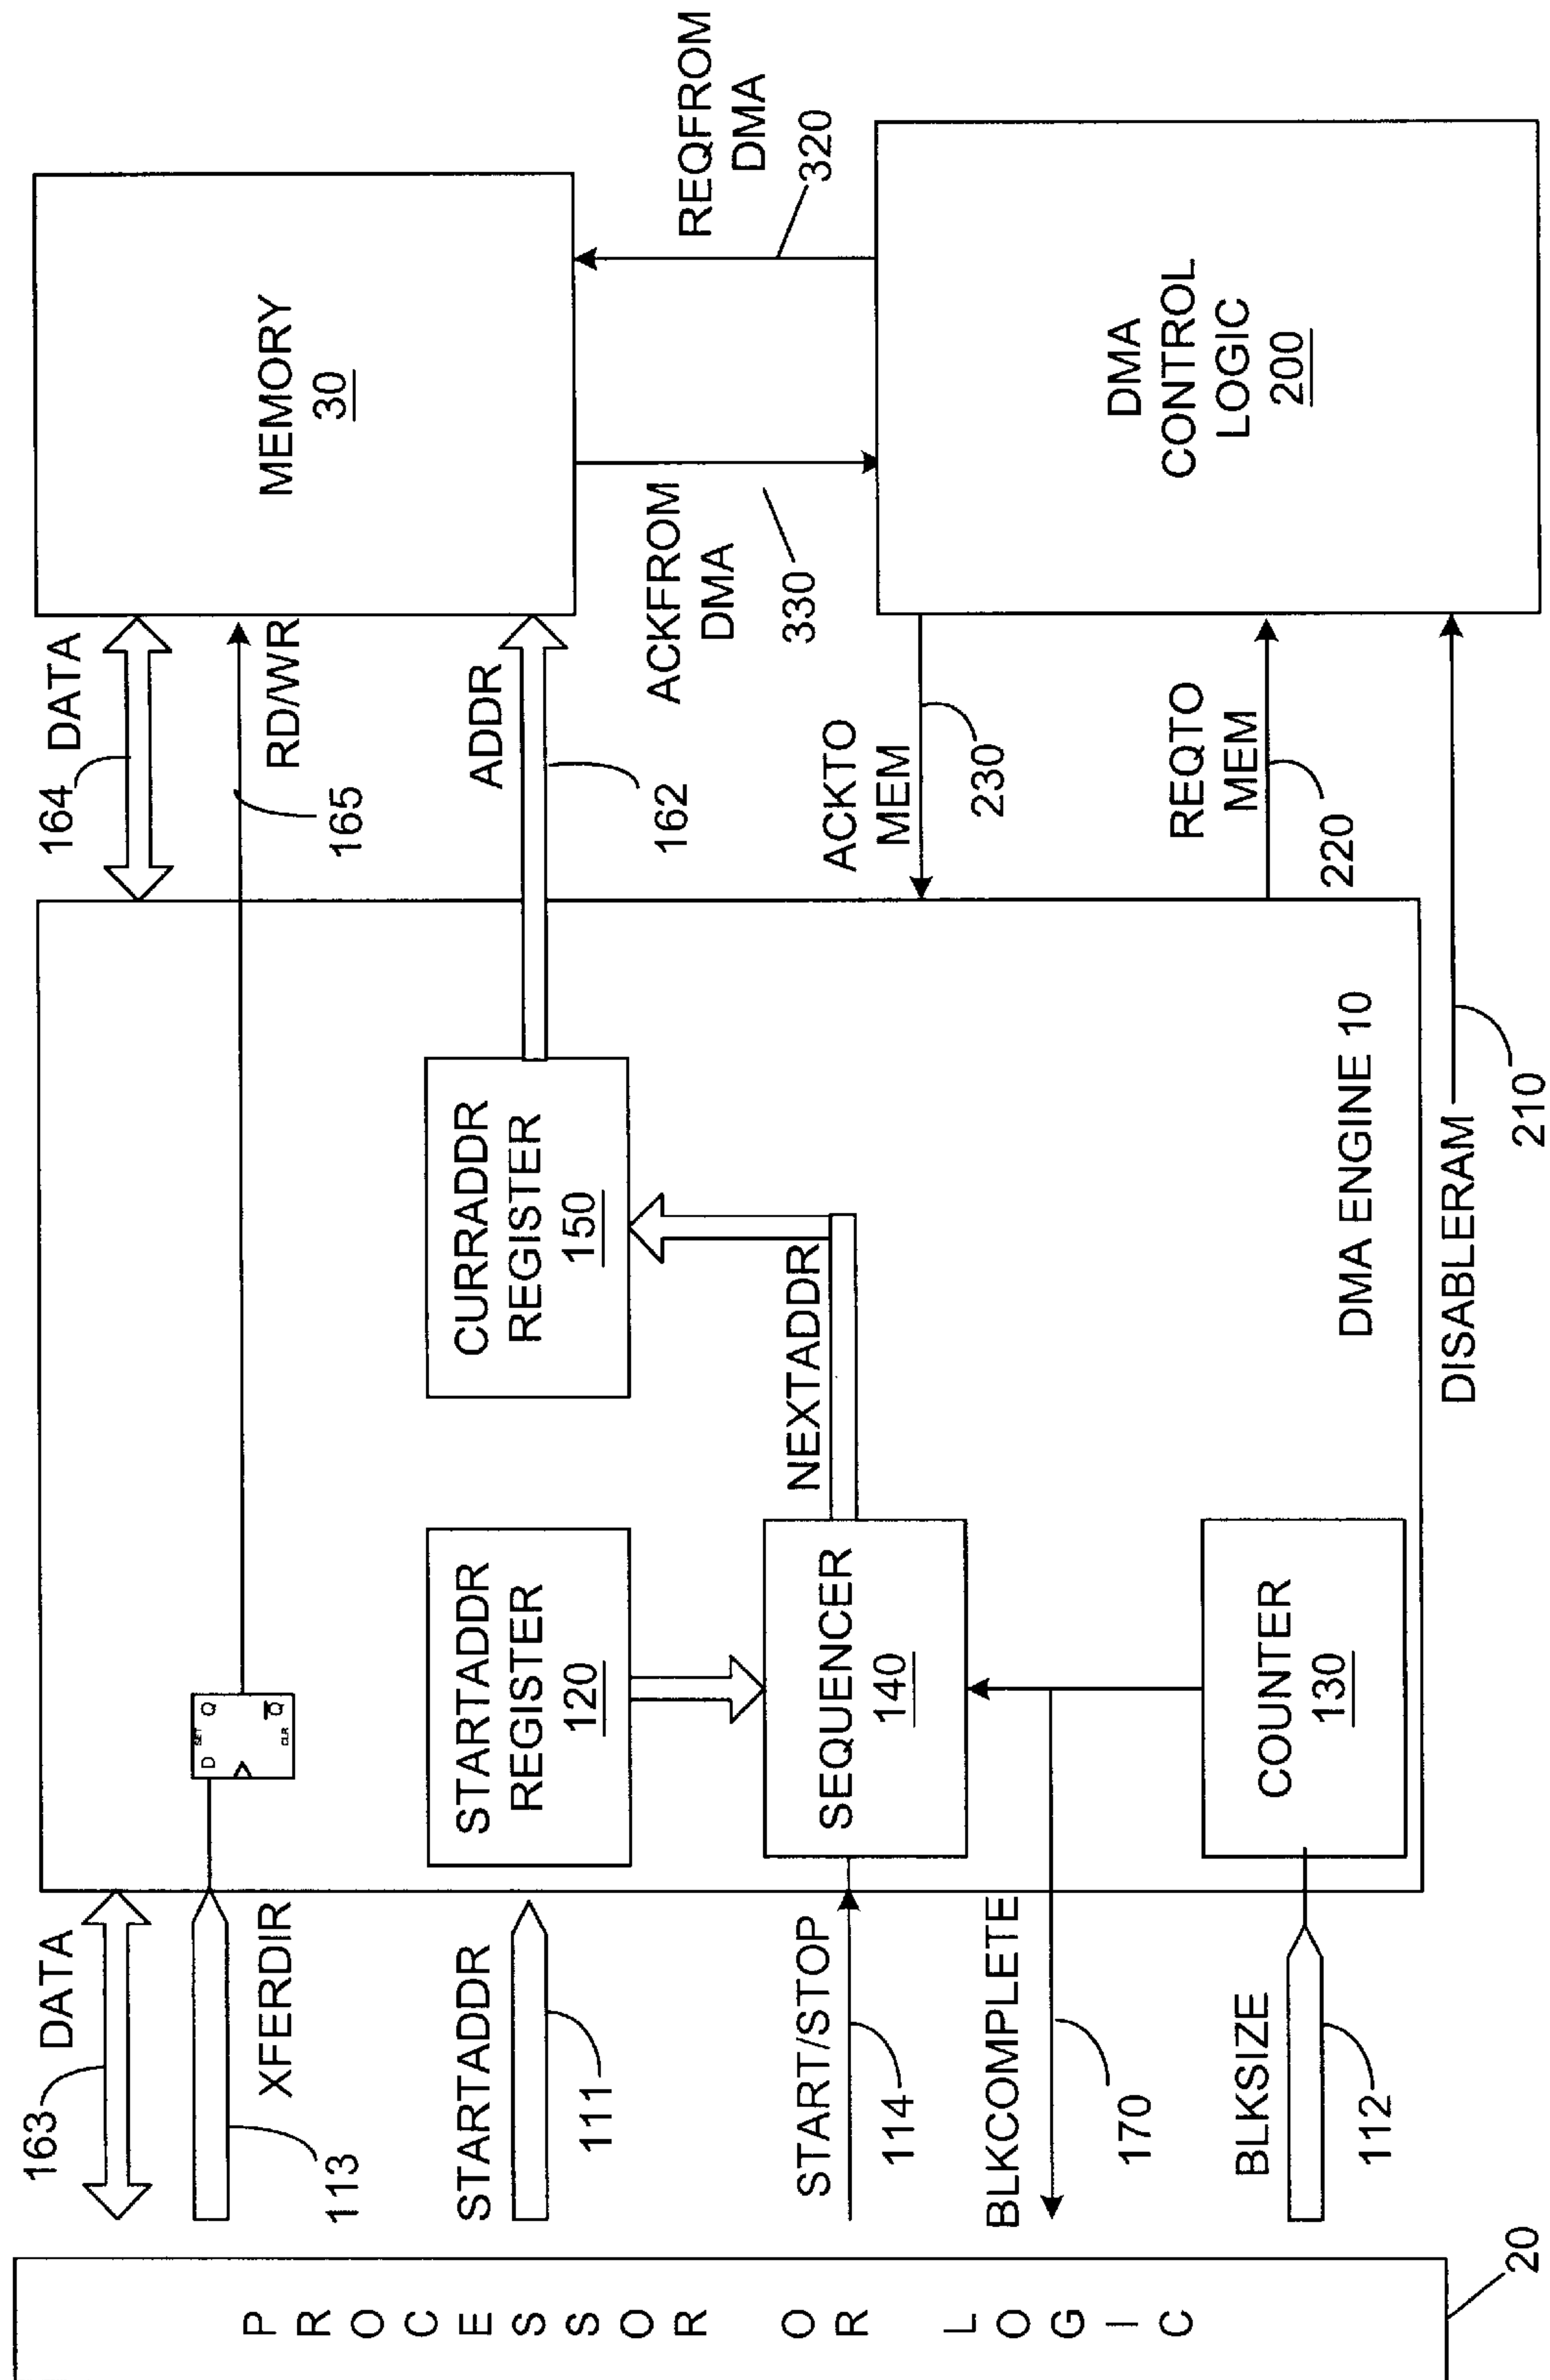 PROCESSOR OR LOGIC
20
163
DATA
113
XFERDIR
STARTADDR
111
START/STOP
114
BLKCOMPLETE
170
BLKSIZE
112
D
SET
Q
CLR
Q
STARTADDR
REGISTER
120
SEQUENCER
140
COUNTER
130
CURRADDR
REGISTER
150
NEXTADDR
DMA ENGINE 10
DISABLERAM
210
164
DATA
RD/WR
165
ADDR
162
ACKTO
MEM
230
REQTO
MEM
220
MEMORY
30
ACKFROM
DMA
330
REQFROM
DMA
320
DMA
CONTROL
LOGIC
200